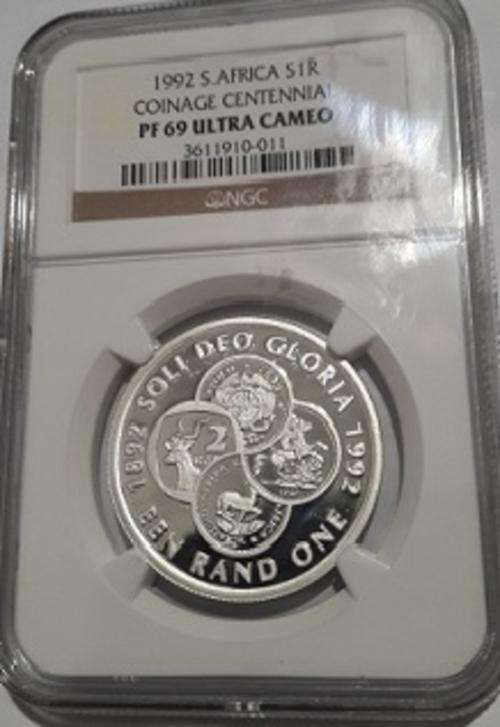 1992 S.AFRICA S1R
COINAGE CENTENNIAL
PF 69 ULTRA CAMEO
3611910-011
NGC
1892 SOLI DEO GLORIA 1992
2
EEN RAND ONE